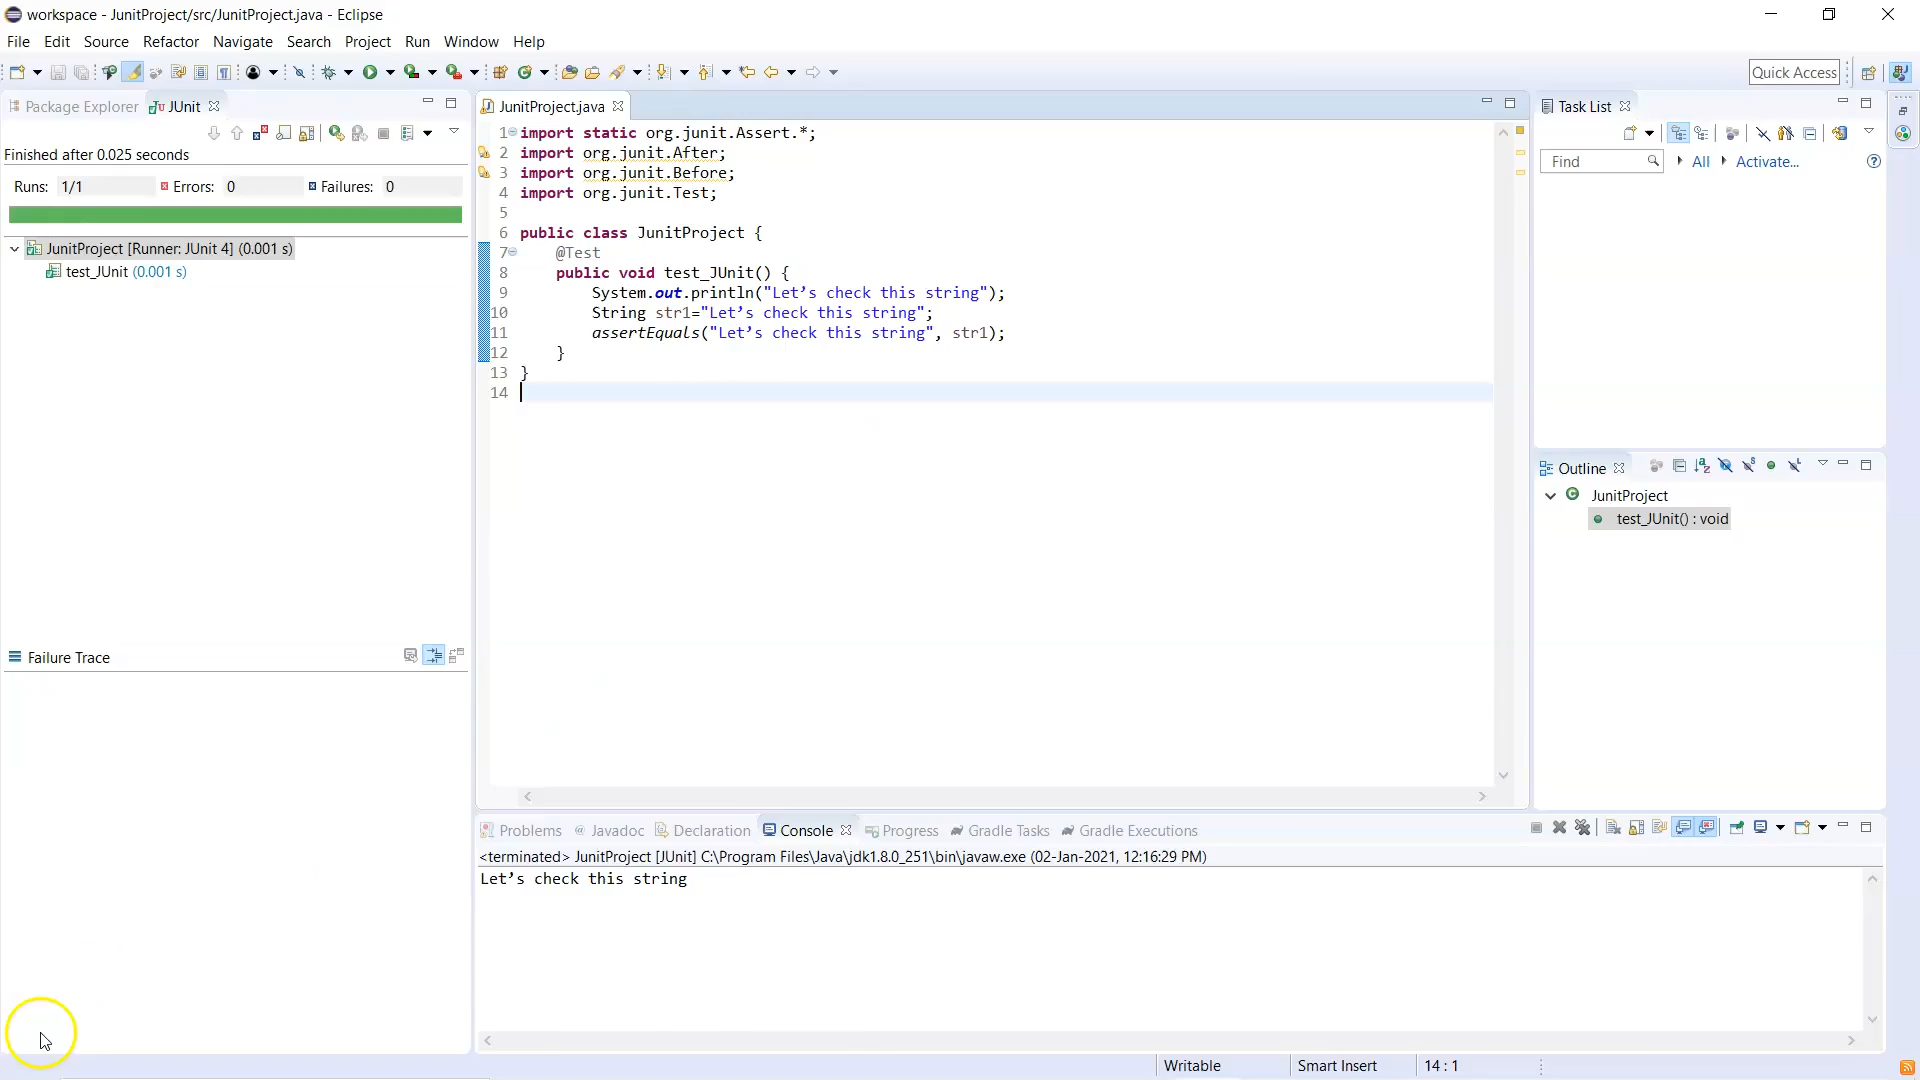 workspace - JunitProject/src/JunitProject.java - Eclipse
File Edit Source Refactor Navigate Search Project Run Window Help
Quick Access
Package Explorer JUnit
Finished after 0.025 seconds
Runs: 1/1 Errors: 0 Failures: 0
JunitProject [Runner: JUnit 4] (0.001 s)
test_JUnit (0.001 s)
Failure Trace
JunitProject.java
1 import static org.junit.Assert.*;
2 import org.junit.After;
3 import org.junit.Before;
4 import org.junit.Test;
5
6 public class JunitProject {
7 @Test
8 public void test_JUnit() {
9 System.out.println("Let’s check this string");
10 String str1="Let’s check this string";
11 assertEquals("Let’s check this string", str1);
12 }
13 }
14
Task List
Find All Activate...
Outline
JunitProject
test_JUnit() : void
Problems Javadoc Declaration Console Progress Gradle Tasks Gradle Executions
<terminated> JunitProject [JUnit] C:\Program Files\Java\jdk1.8.0_251\bin\javaw.exe (02-Jan-2021, 12:16:29 PM)
Let’s check this string
Writable Smart Insert 14 : 1